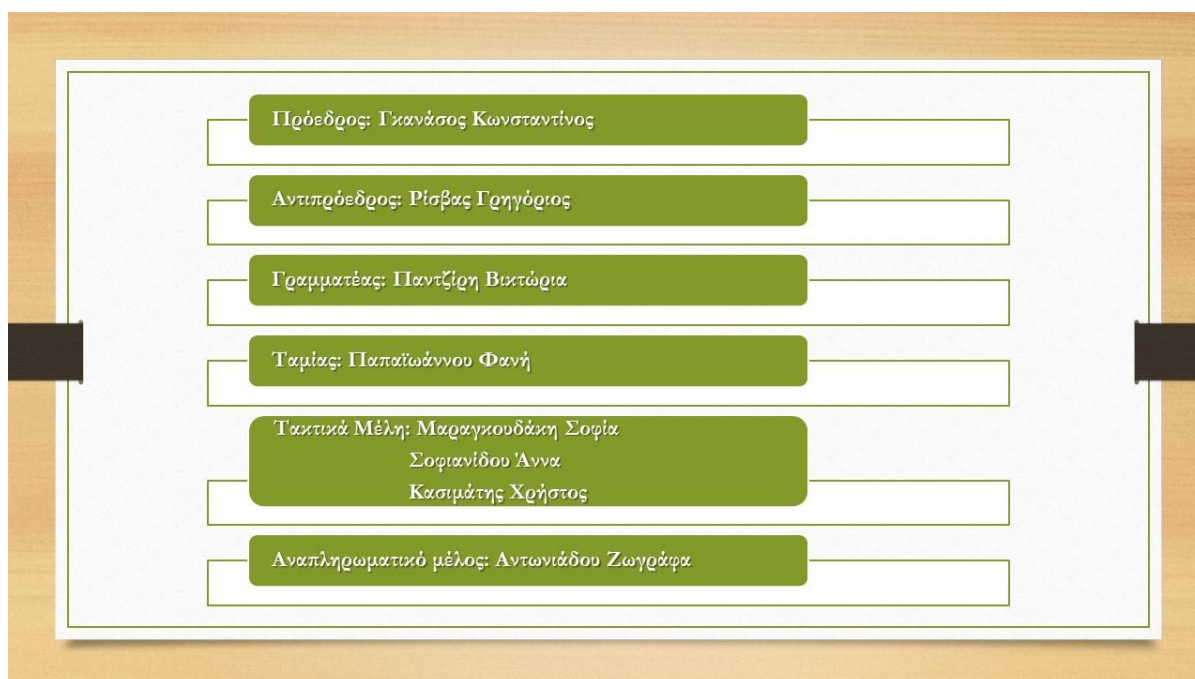 Πρόεδρος: Γκανάσος Κωνσταντίνος
Αντιπρόεδρος: Ρίσβας Γρηγόριος
Γραμματέας: Παντζίρη Βικτώρια
Ταμίας: Παπαϊωάννου Φανή
Τακτικά Μέλη: Μαραγκουδάκη Σοφία
Σοφιανίδου Άννα
Κασιμάτης Χρήστος
Αναπληρωματικό μέλος: Αντωνιάδου Ζωγράφα